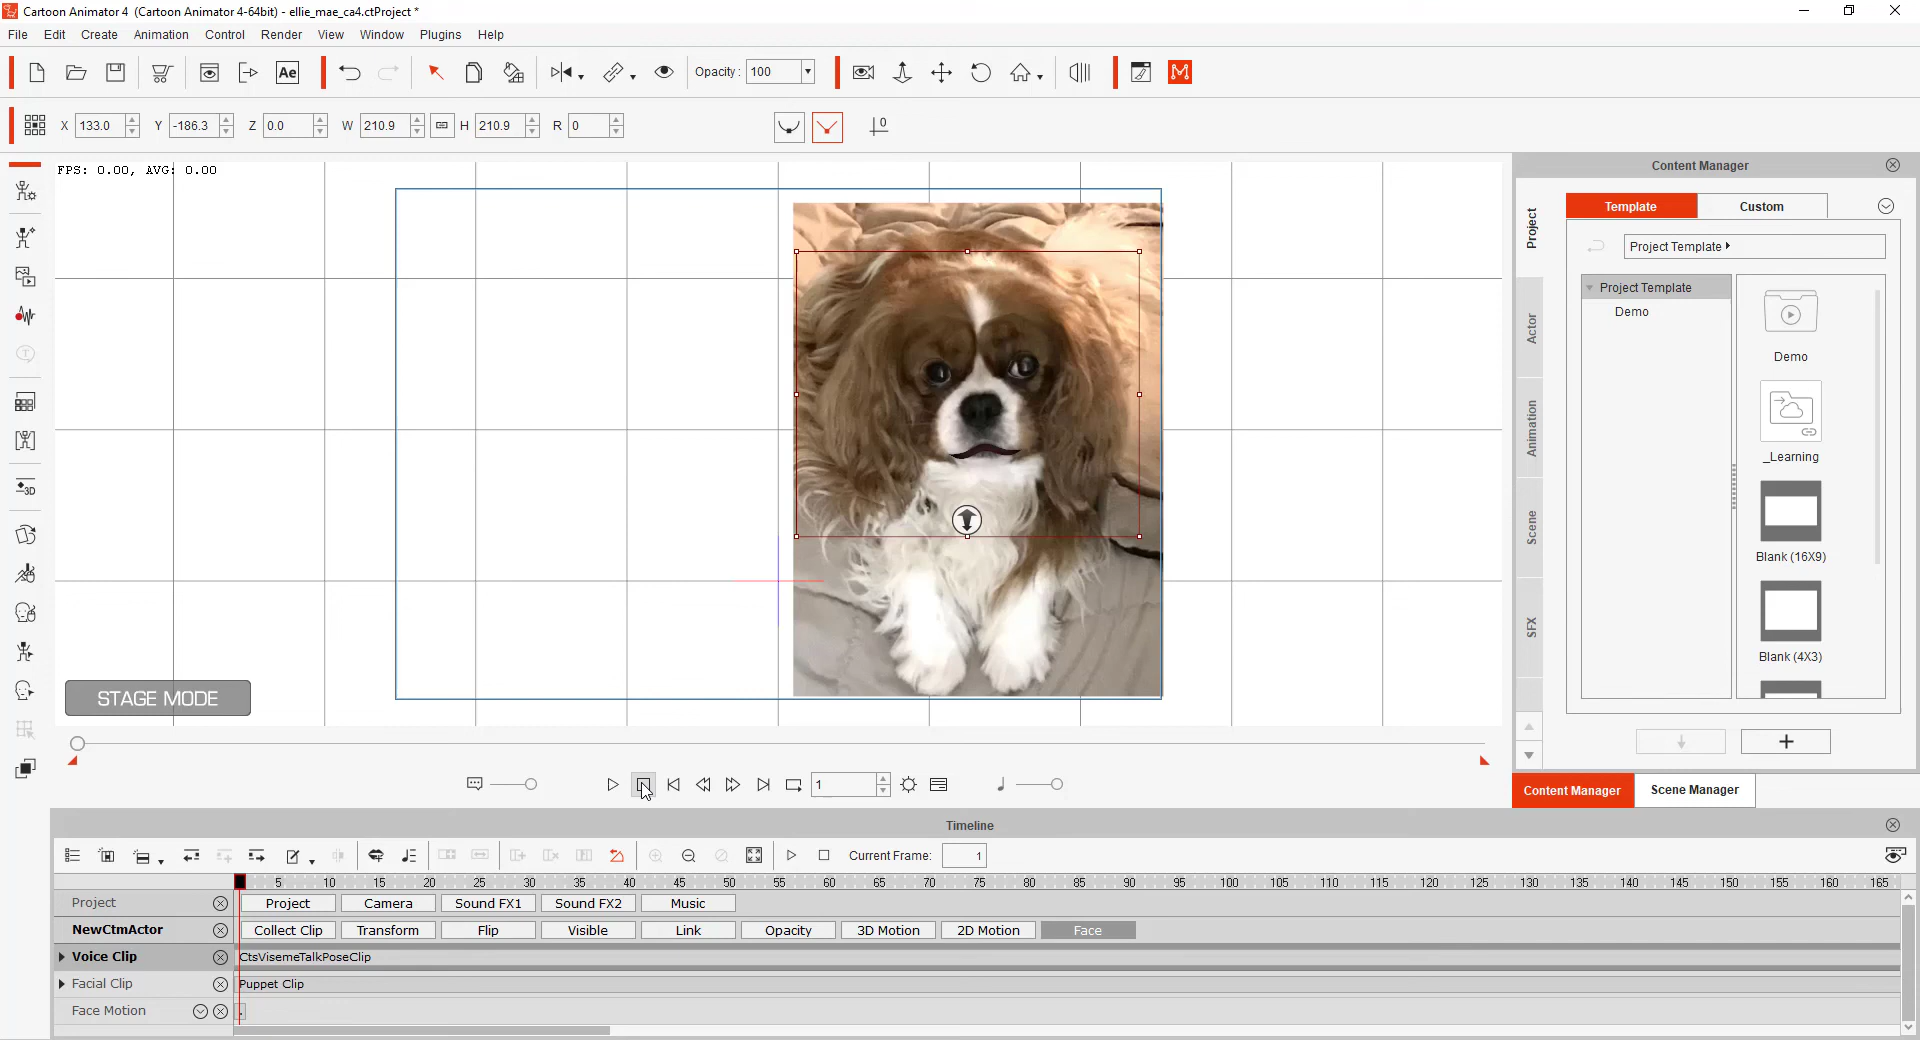 Cartoon Animator 4 (Cartoon Animator 4-64bit) - ellie_mae_ca4.ctProject *
File Edit Create Animation Control Render View Window Plugins Help
Ae Opacity : 100
X 133.0 Y -186.3 Z 0.0 W 210.9 H 210.9 R 0 0
FPS: 0.00, AVG: 0.00
STAGE MODE
1
Content Manager
Template Custom
Project Template
Project Template
Demo
Demo
_Learning
Blank (16X9)
Blank (4X3)
Project
Actor
Animation
Scene
SFX
Content Manager Scene Manager
Timeline
Current Frame: 1
5 10 15 20 25 30 35 40 45 50 55 60 65 70 75 80 85 90 95 100 105 110 115 120 125 130 135 140 145 150 155 160 165
Project Project Camera Sound FX1 Sound FX2 Music
NewCtmActor Collect Clip Transform Flip Visible Link Opacity 3D Motion 2D Motion Face
Voice Clip CtsVisemeTalkPoseClip
Facial Clip Puppet Clip
Face Motion